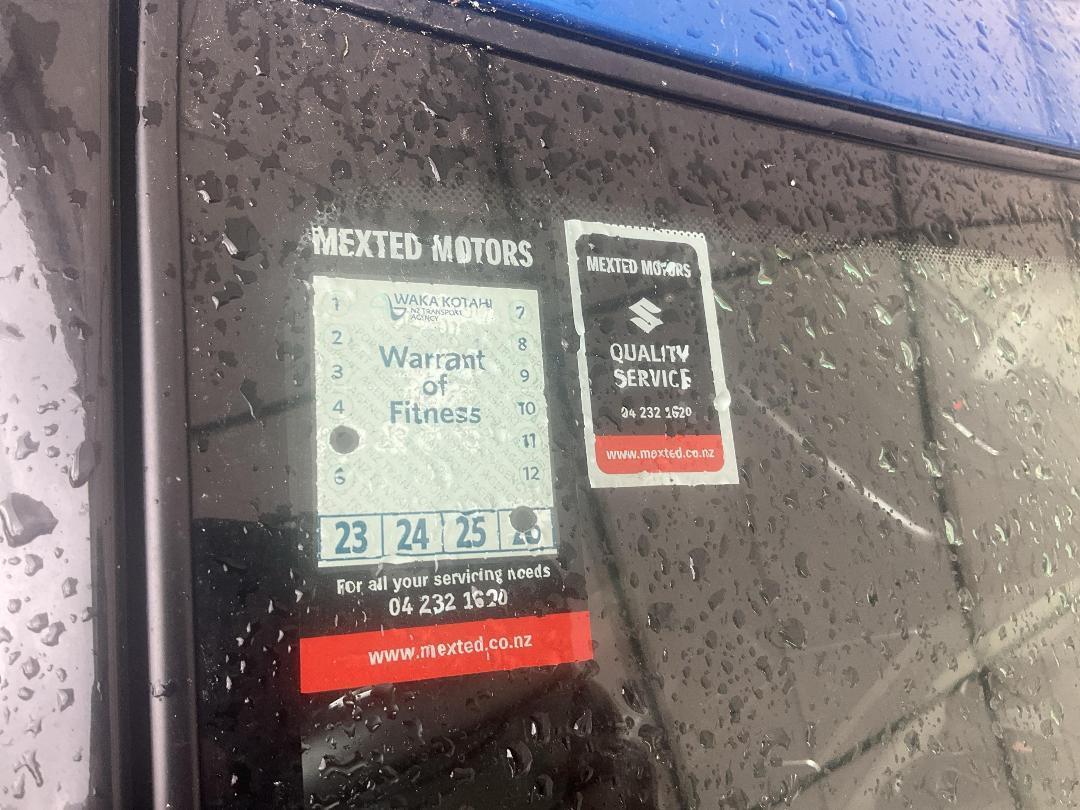 MEXTED MOTORS
WAKA KOTAHI
NZ TRANSPORT
AGENCY
Warrant
of
Fitness
1
2
3
4
6
7
8
9
10
11
12
23 24 25
For all your servicing needs
04 232 1620
www.mexted.co.nz
MEXTED MOTORS
QUALITY
SERVICE
04 232 1620
www.mexted.co.nz